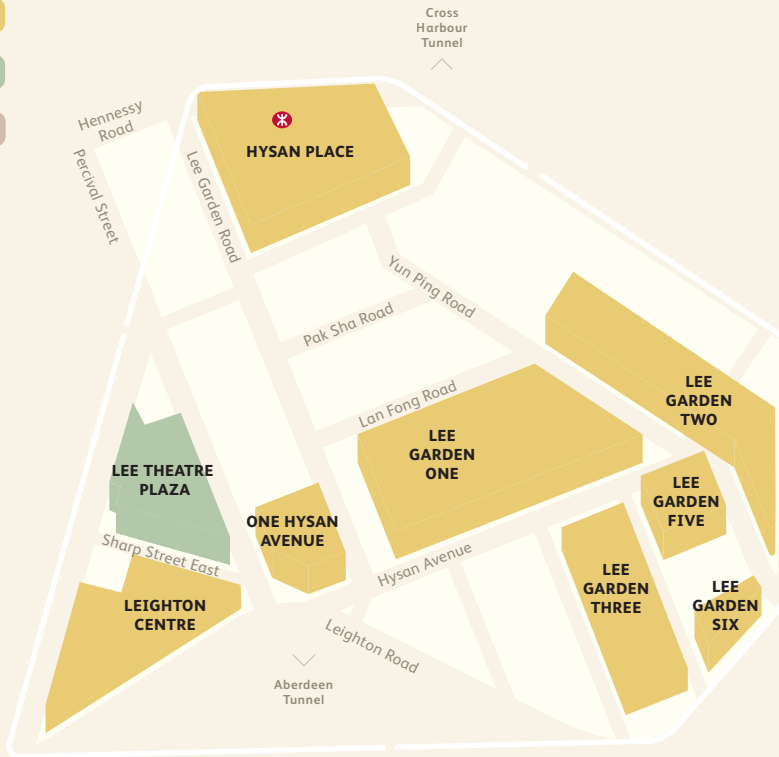 Cross
Harbour
Tunnel
Hennessy
Road
HYSAN PLACE
Percival Street
Lee Garden Road
Yun Ping Road
Pak Sha Road
Lan Fong Road
LEE
GARDEN
TWO
LEE
GARDEN
ONE
LEE THEATRE
PLAZA
LEE
GARDEN
FIVE
ONE HYSAN
AVENUE
Sharp Street East
Hysan Avenue
LEE
GARDEN
THREE
LEE
GARDEN
SIX
LEIGHTON
CENTRE
Leighton Road
Aberdeen
Tunnel